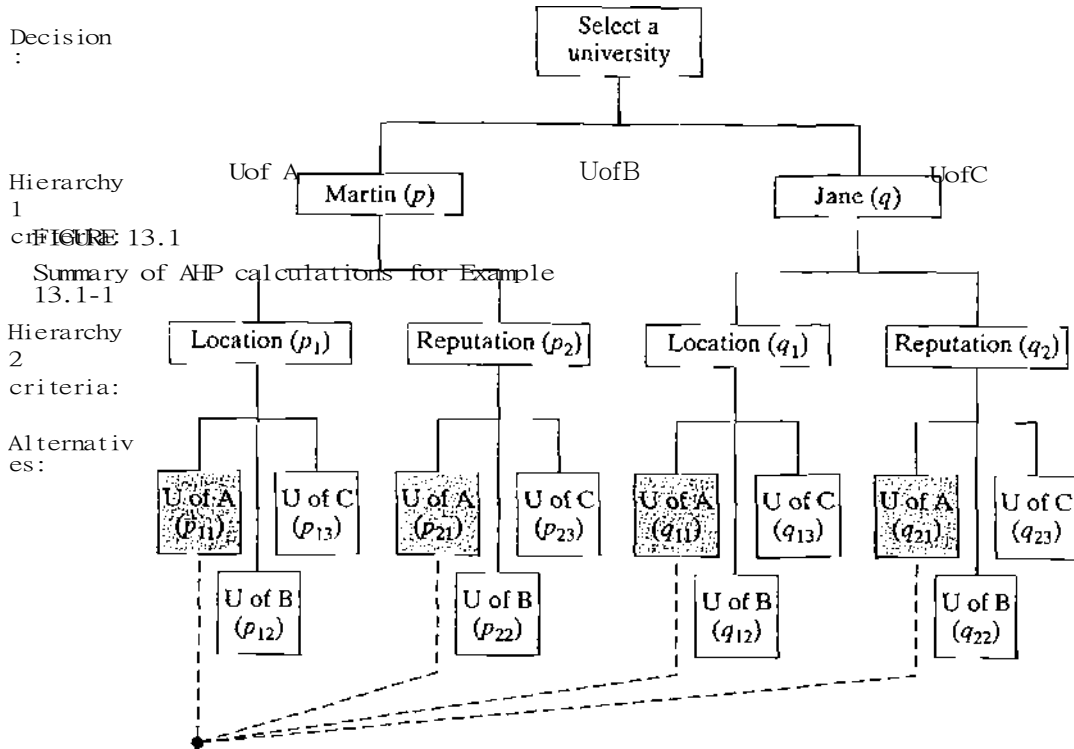 Decision
:
Select a
university
Uof A
UofB
UofC
Hierarchy
1
criteria:
Martin (p)
Jane (q)
FIGURE 13.1
Summary of AHP calculations for Example
13.1-1
Hierarchy
2
criteria:
Location (p1)
Reputation (p2)
Location (q1)
Reputation (q2)
Alternativ
es:
U of A
(p11)
U of C
(p13)
U of A
(p21)
U of C
(p23)
U of A
(q11)
U of C
(q13)
U of A
(q21)
U of C
(q23)
U of B
(p12)
U of B
(p22)
U of B
(q12)
U of B
(q22)